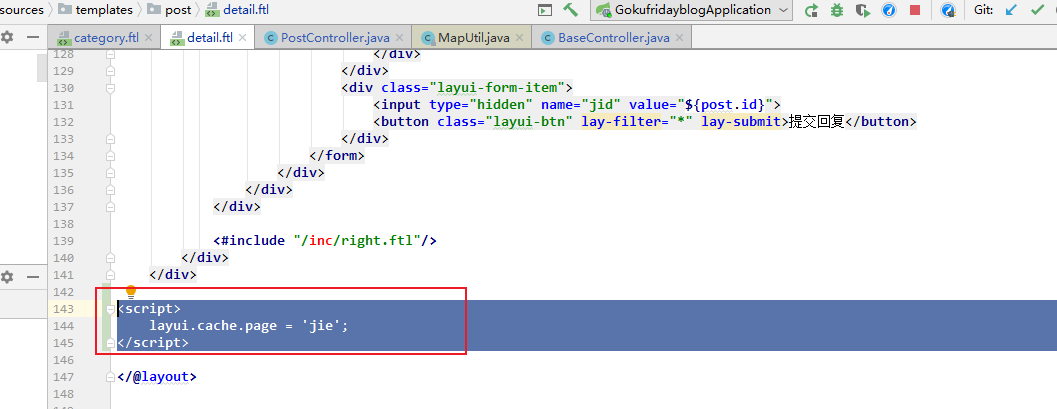 sources templates post detail.ftl GokufridayblogApplication Git:
category.ftl detail.ftl PostController.java MapUtil.java BaseController.java
128 </div>
129 </div>
130 <div class="layui-form-item">
131 <input type="hidden" name="jid" value="${post.id}">
132 <button class="layui-btn" lay-filter="*" lay-submit>提交回复</button>
133 </div>
134 </form>
135 </div>
136 </div>
137 </div>
138
139 <#include "/inc/right.ftl"/>
140 </div>
141 </div>
142
143 <script>
144 layui.cache.page = 'jie';
145 </script>
146
147 </@layout>
148